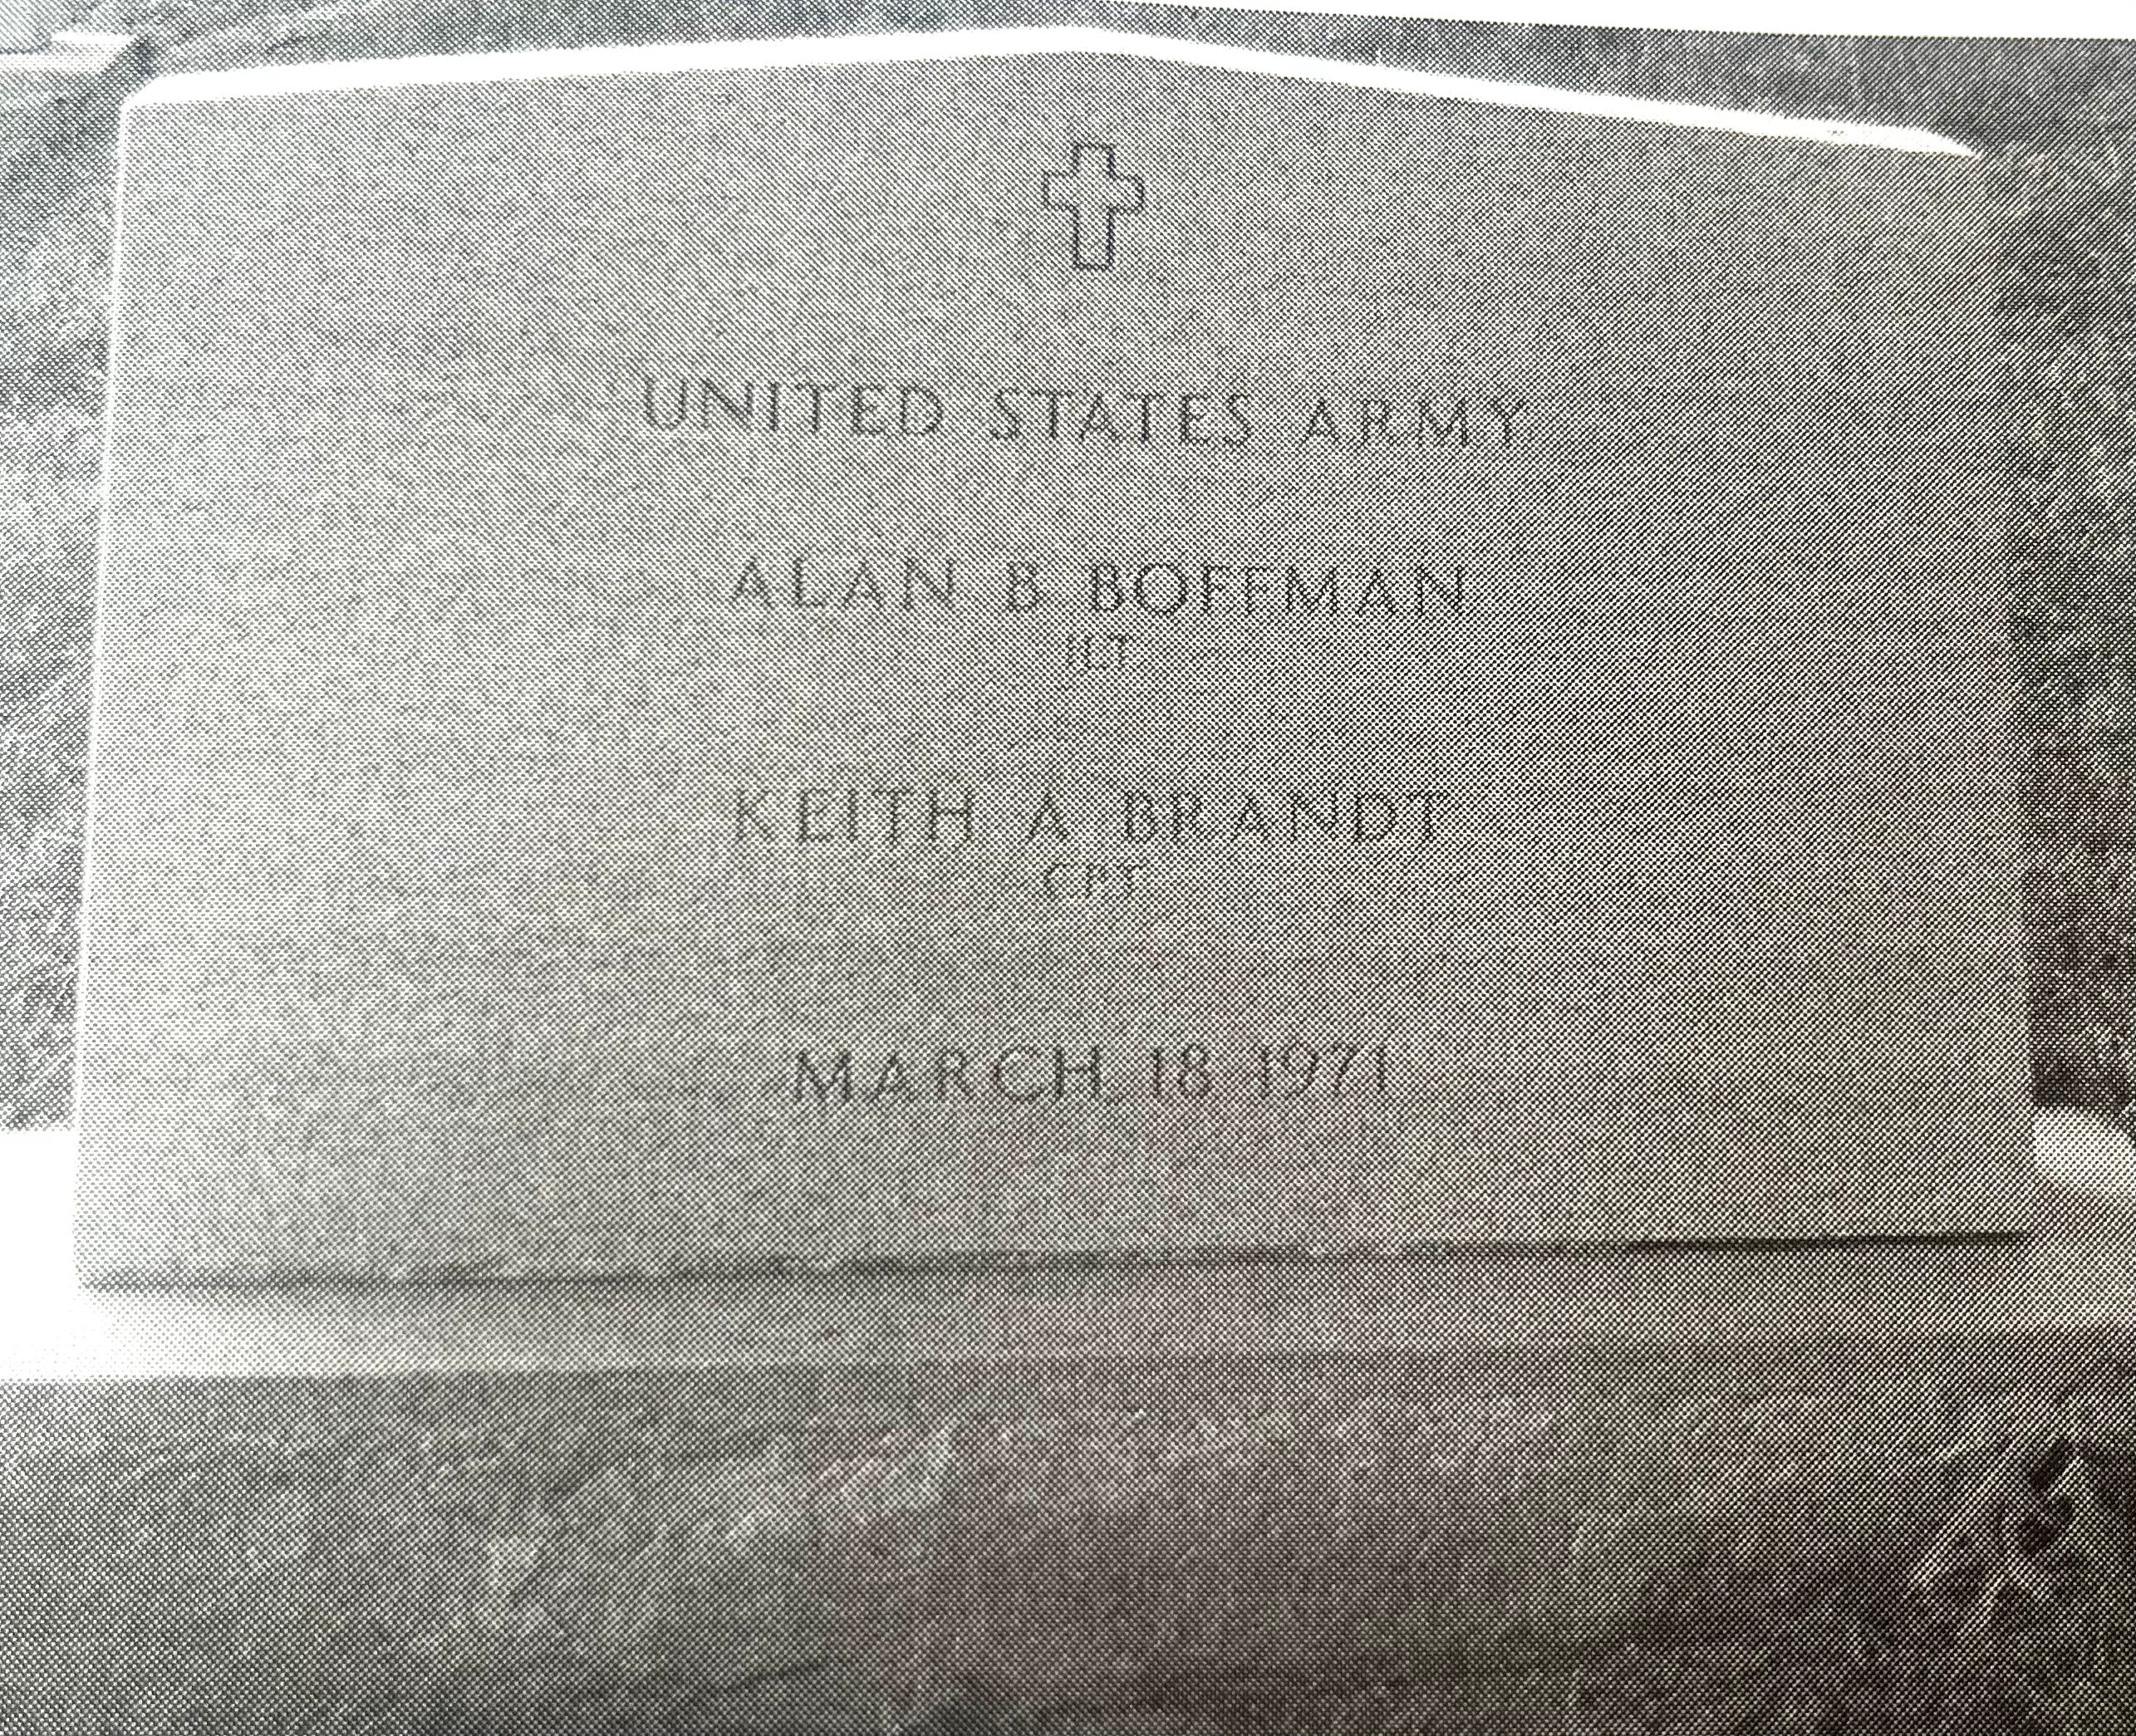 UNITED STATES ARMY
ALAN B BOFFMAN
1LT
KEITH A BRANDT
CPT
MARCH 18 1971